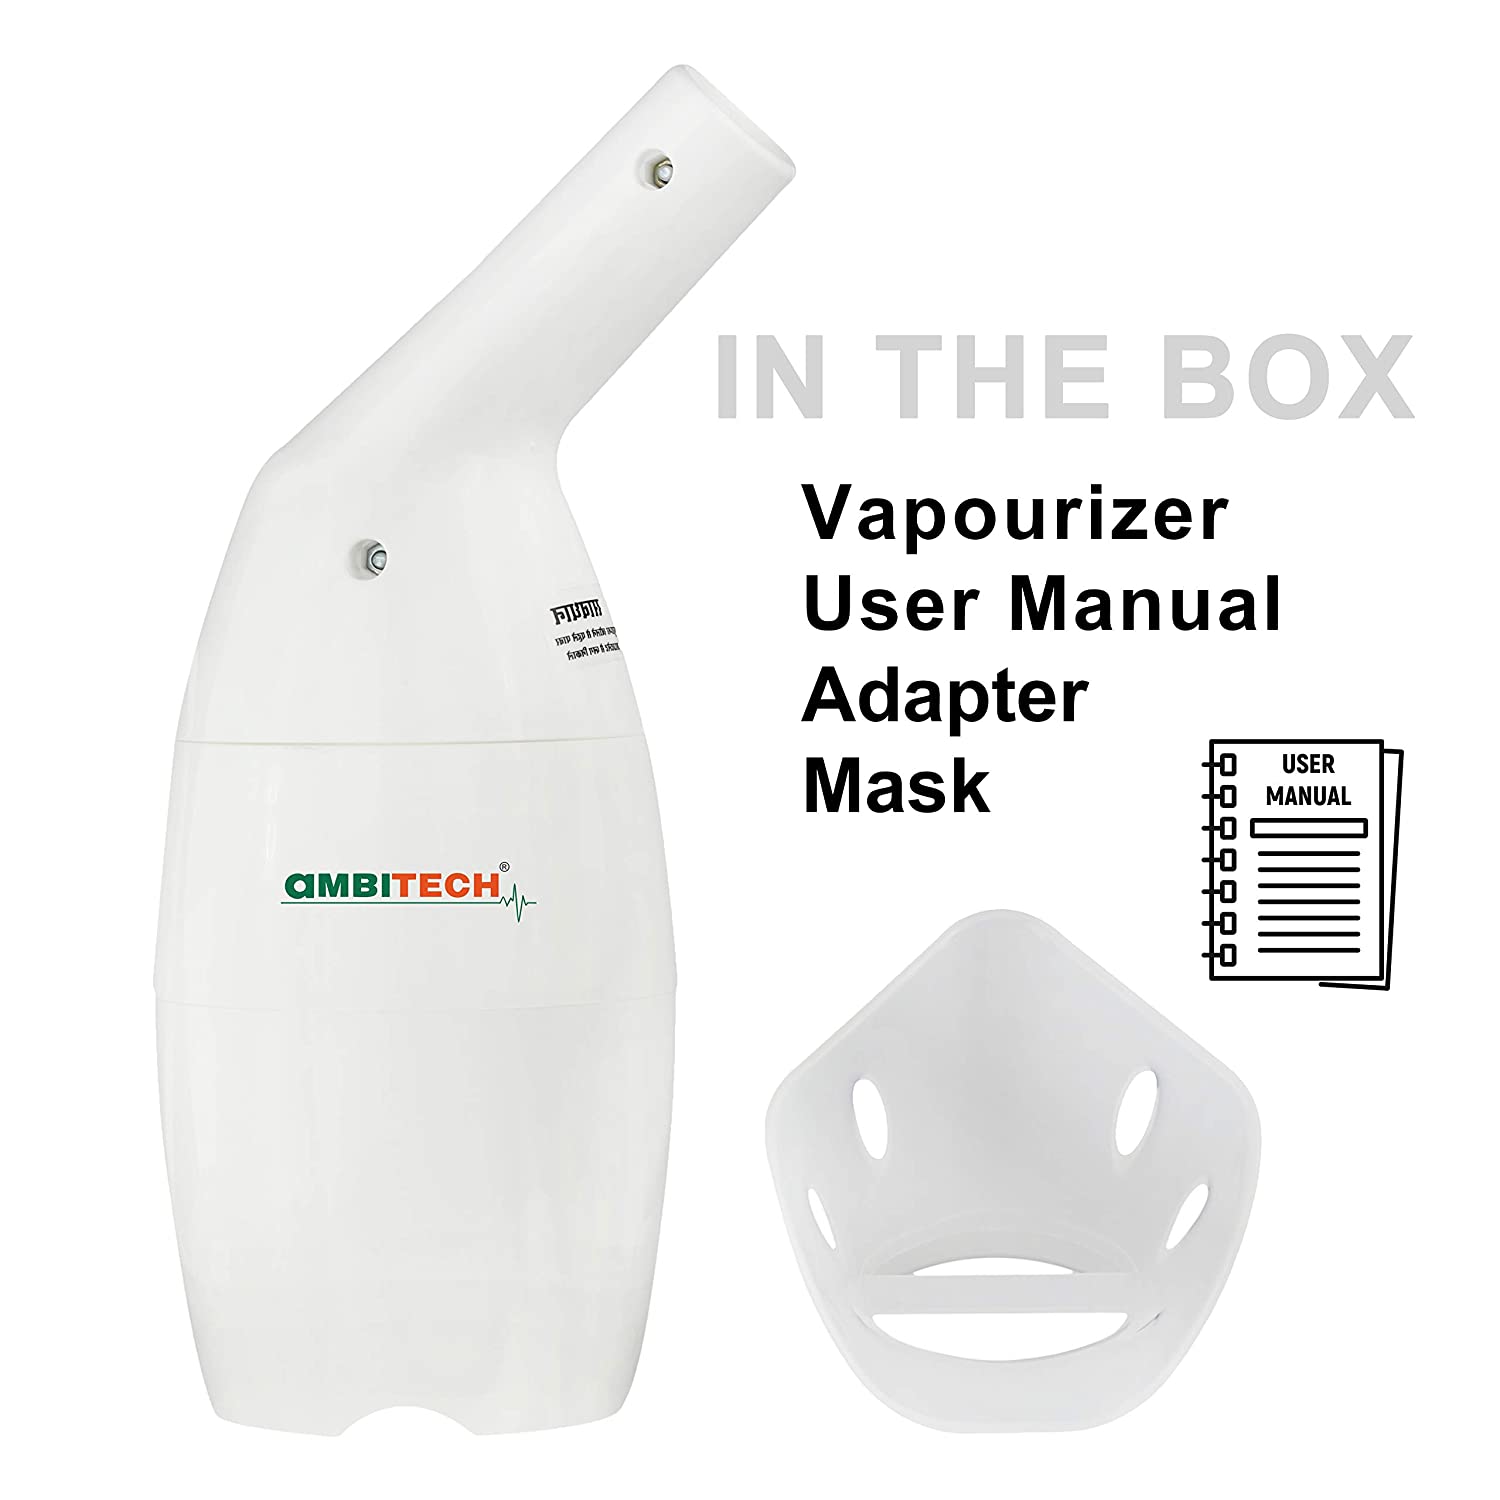 IN THE BOX
Vapourizer
User Manual
Adapter
Mask
USER
MANUAL
aMBITECH®